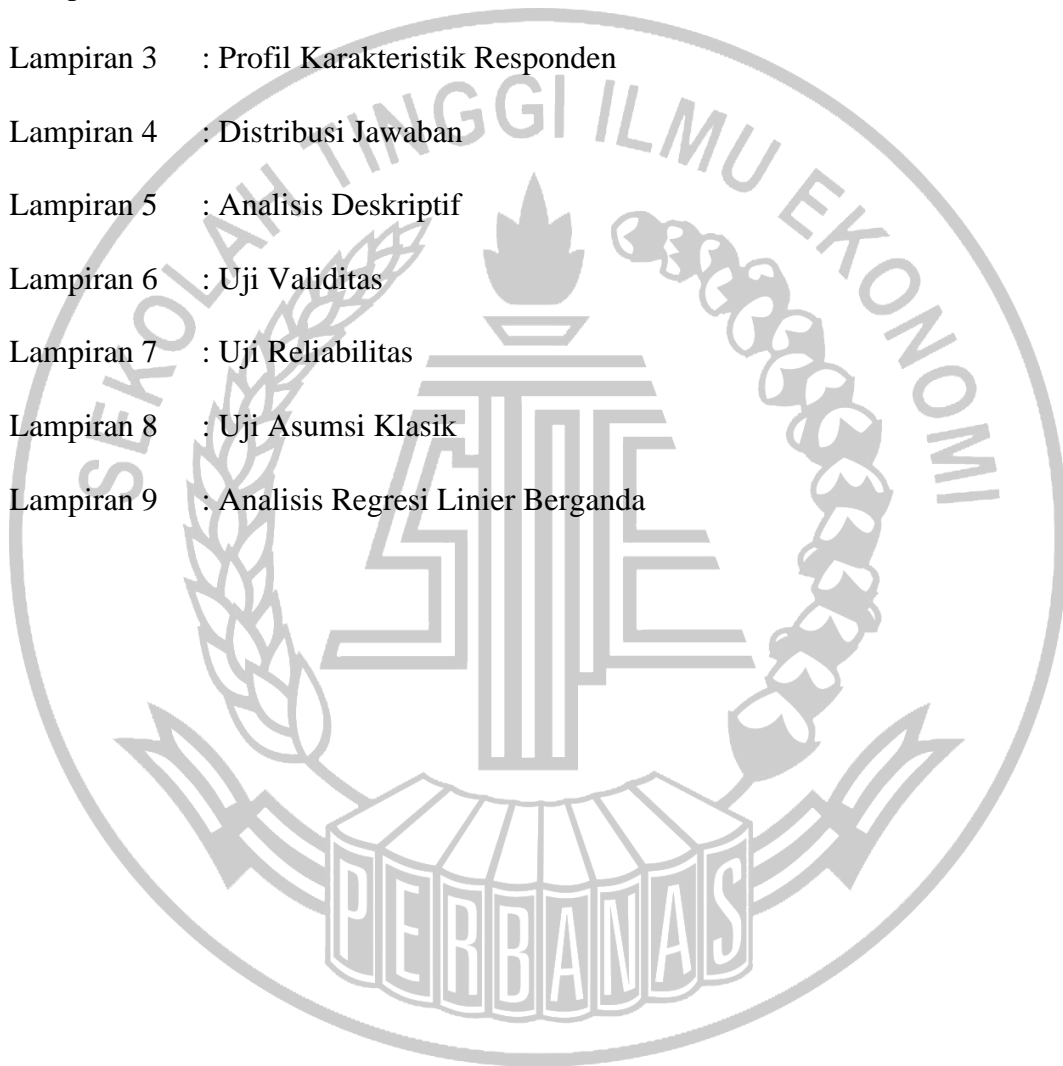 Lampiran 3 : Profil Karakteristik Responden
Lampiran 4 : Distribusi Jawaban
Lampiran 5 : Analisis Deskriptif
Lampiran 6 : Uji Validitas
Lampiran 7 : Uji Reliabilitas
Lampiran 8 : Uji Asumsi Klasik
Lampiran 9 : Analisis Regresi Linier Berganda
SEKOLAH TINGGI ILMU EKONOMI
STIE
PERBANAS